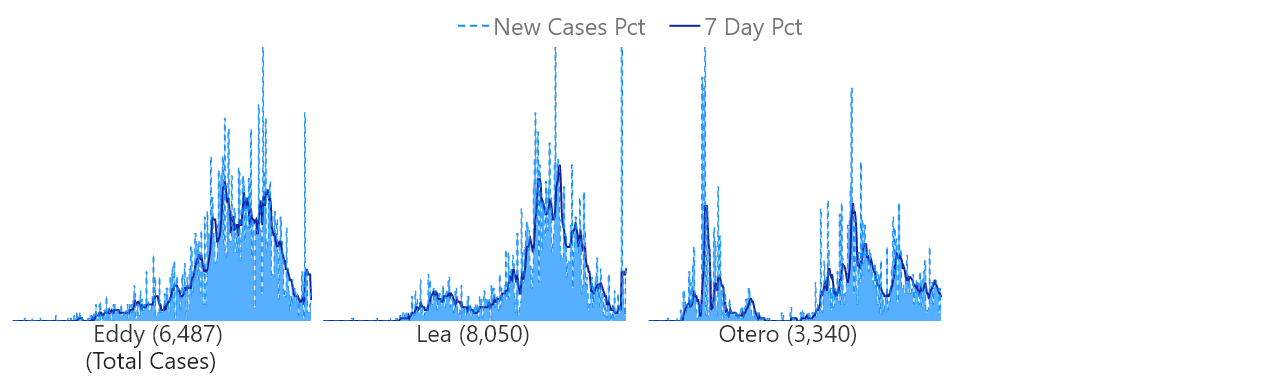 New Cases Pct 7 Day Pct
Eddy (6,487) Lea (8,050) Otero (3,340)
(Total Cases)